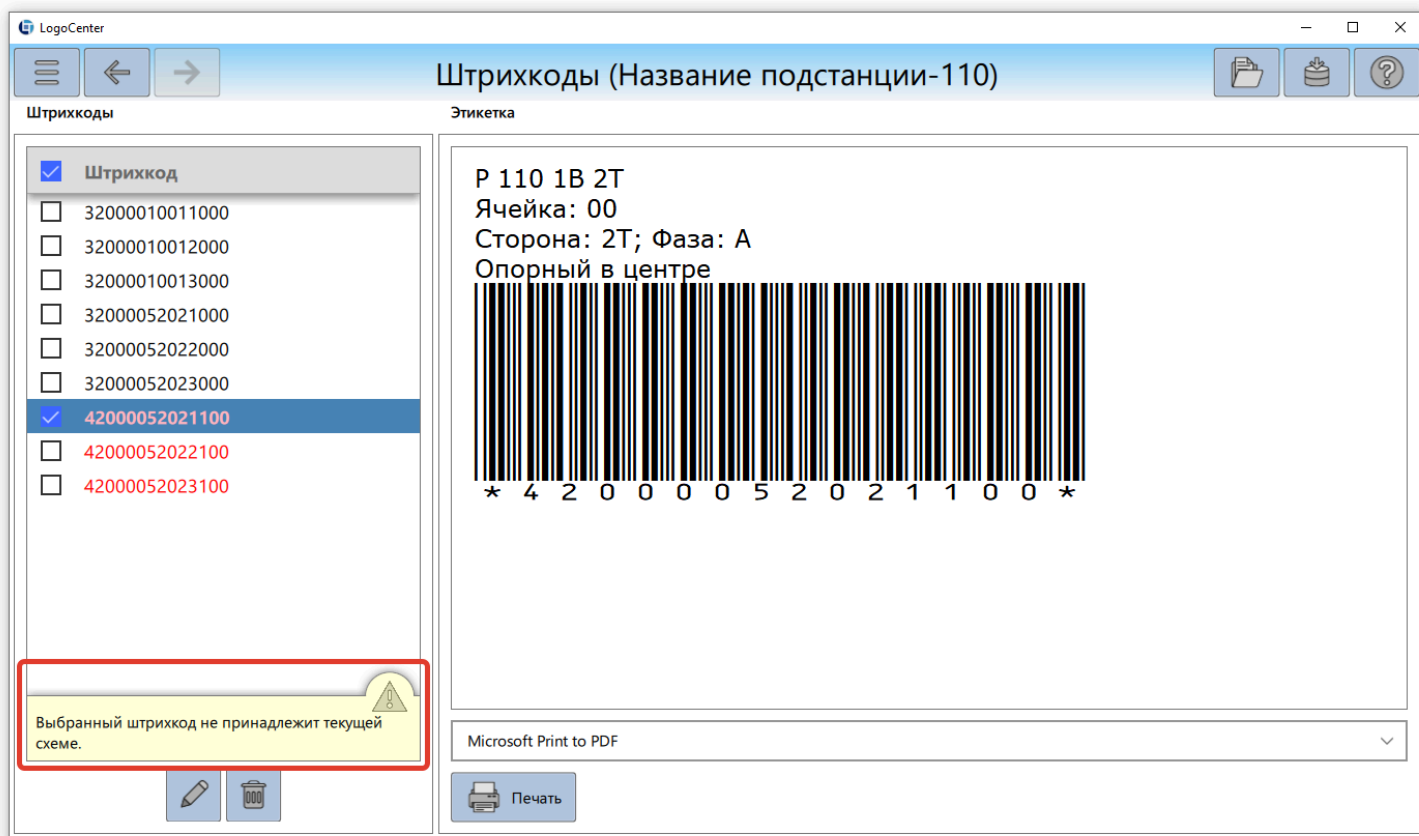 LogoCenter
Штрихкоды (Название подстанции-110)
Штрихкоды
Штрихкод
32000010011000
32000010012000
32000010013000
32000052021000
32000052022000
32000052023000
42000052021100
42000052022100
42000052023100
Выбранный штрихкод не принадлежит текущей
схеме.
Этикетка
Р 110 1В 2Т
Ячейка: 00
Сторона: 2Т; Фаза: А
Опорный в центре
*42000052021100*
Microsoft Print to PDF
Печать